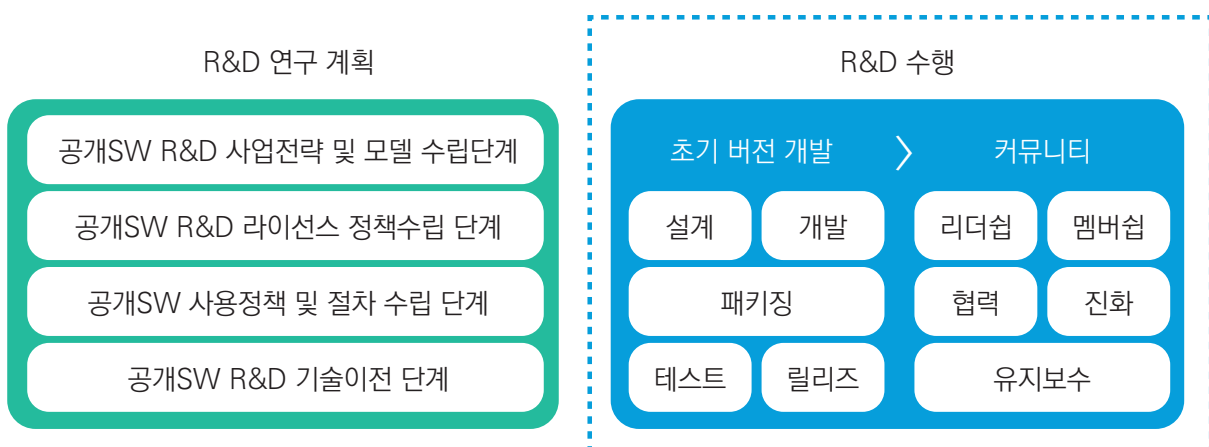 R&D 연구 계획
공개SW R&D 사업전략 및 모델 수립단계
공개SW R&D 라이선스 정책수립 단계
공개SW 사용정책 및 절차 수립 단계
공개SW R&D 기술이전 단계
R&D 수행
초기 버전 개발 〉 커뮤니티
설계 개발
패키징
테스트 릴리즈
리더쉽 멤버쉽
협력 진화
유지보수